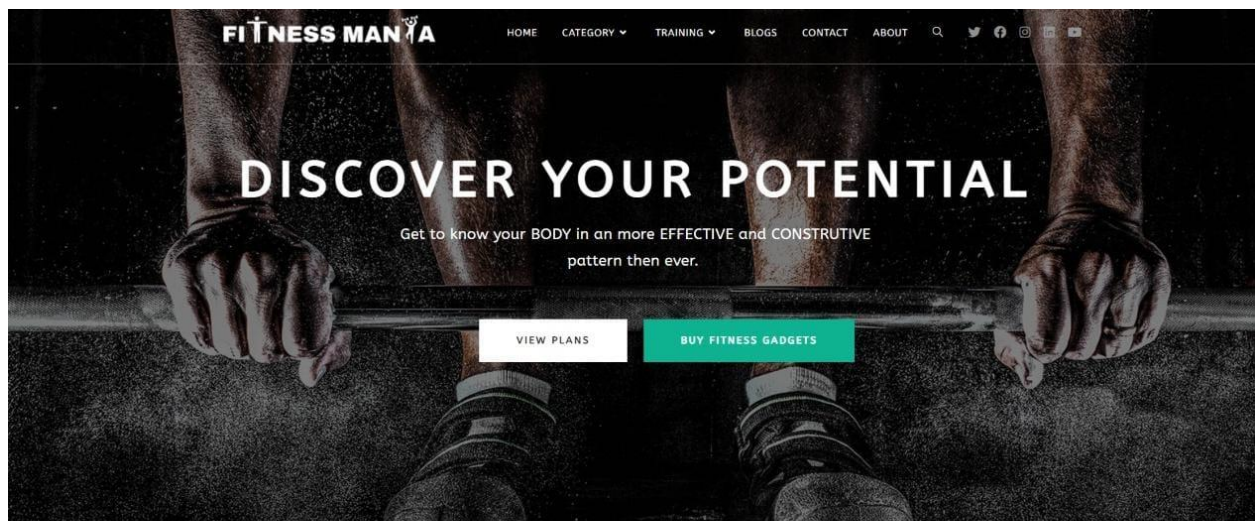 FITNESS MANIA
HOME CATEGORY TRAINING BLOGS CONTACT ABOUT
DISCOVER YOUR POTENTIAL
Get to know your BODY in an more EFFECTIVE and CONSTRUTIVE
pattern then ever.
VIEW PLANS BUY FITNESS GADGETS